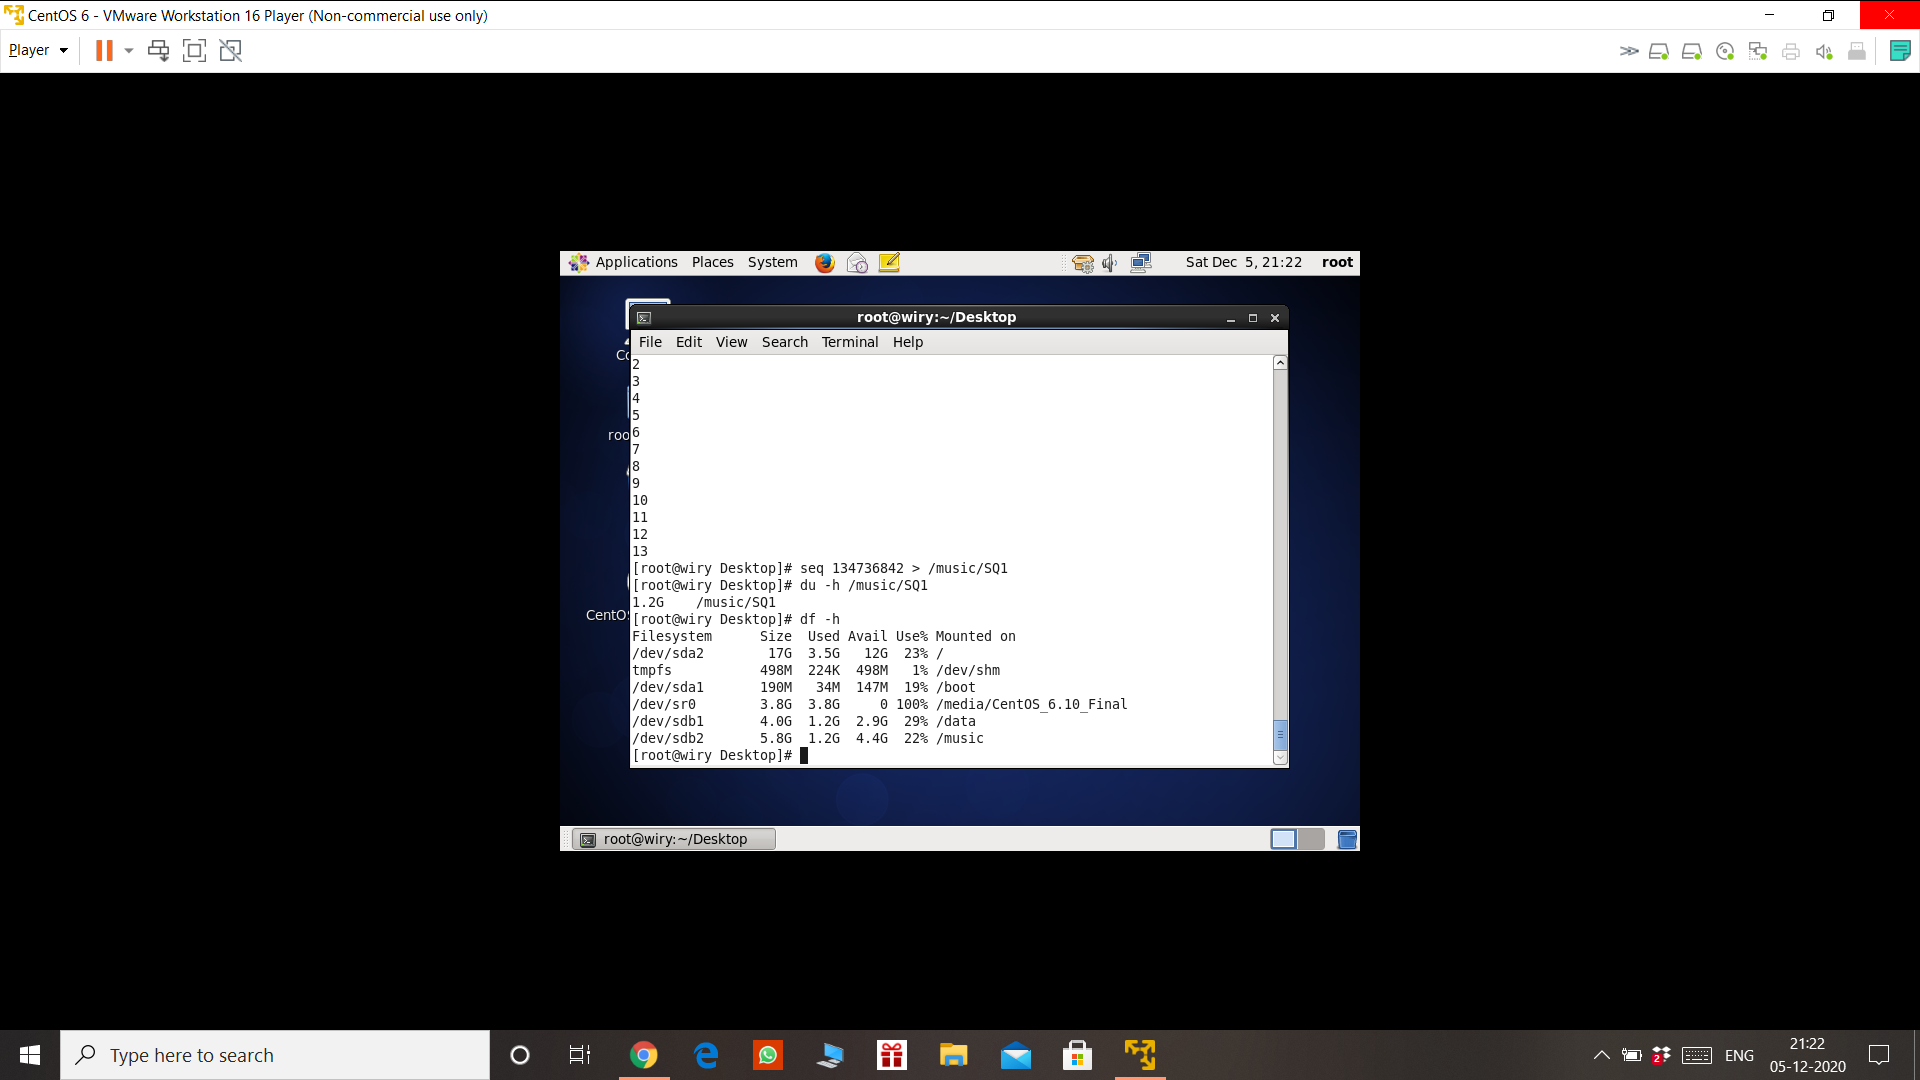 CentOS 6 - VMware Workstation 16 Player (Non-commercial use only)
Player
Applications Places System Sat Dec 5, 21:22 root
root@wiry:~/Desktop
File Edit View Search Terminal Help
2
3
4
5
6
7
8
9
10
11
12
13
[root@wiry Desktop]# seq 134736842 > /music/SQ1
[root@wiry Desktop]# du -h /music/SQ1
1.2G /music/SQ1
[root@wiry Desktop]# df -h
Filesystem Size Used Avail Use% Mounted on
/dev/sda2 17G 3.5G 12G 23% /
tmpfs 498M 224K 498M 1% /dev/shm
/dev/sda1 190M 34M 147M 19% /boot
/dev/sr0 3.8G 3.8G 0 100% /media/CentOS_6.10_Final
/dev/sdb1 4.0G 1.2G 2.9G 29% /data
/dev/sdb2 5.8G 1.2G 4.4G 22% /music
[root@wiry Desktop]#
CentOS
root@wiry:~/Desktop
Type here to search
2
ENG
21:22
05-12-2020